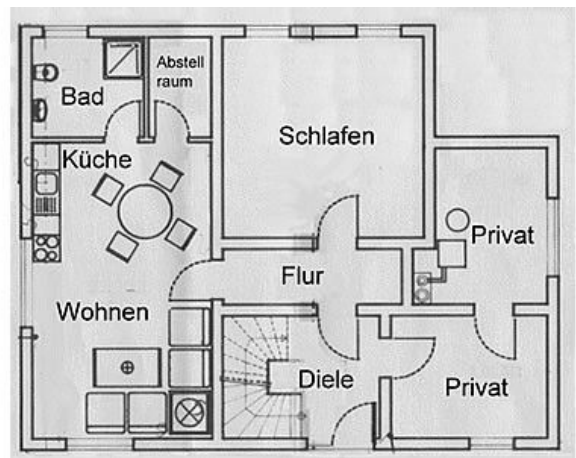 Bad
Abstell
raum
Schlafen
Küche
Privat
Flur
Wohnen
Diele
Privat